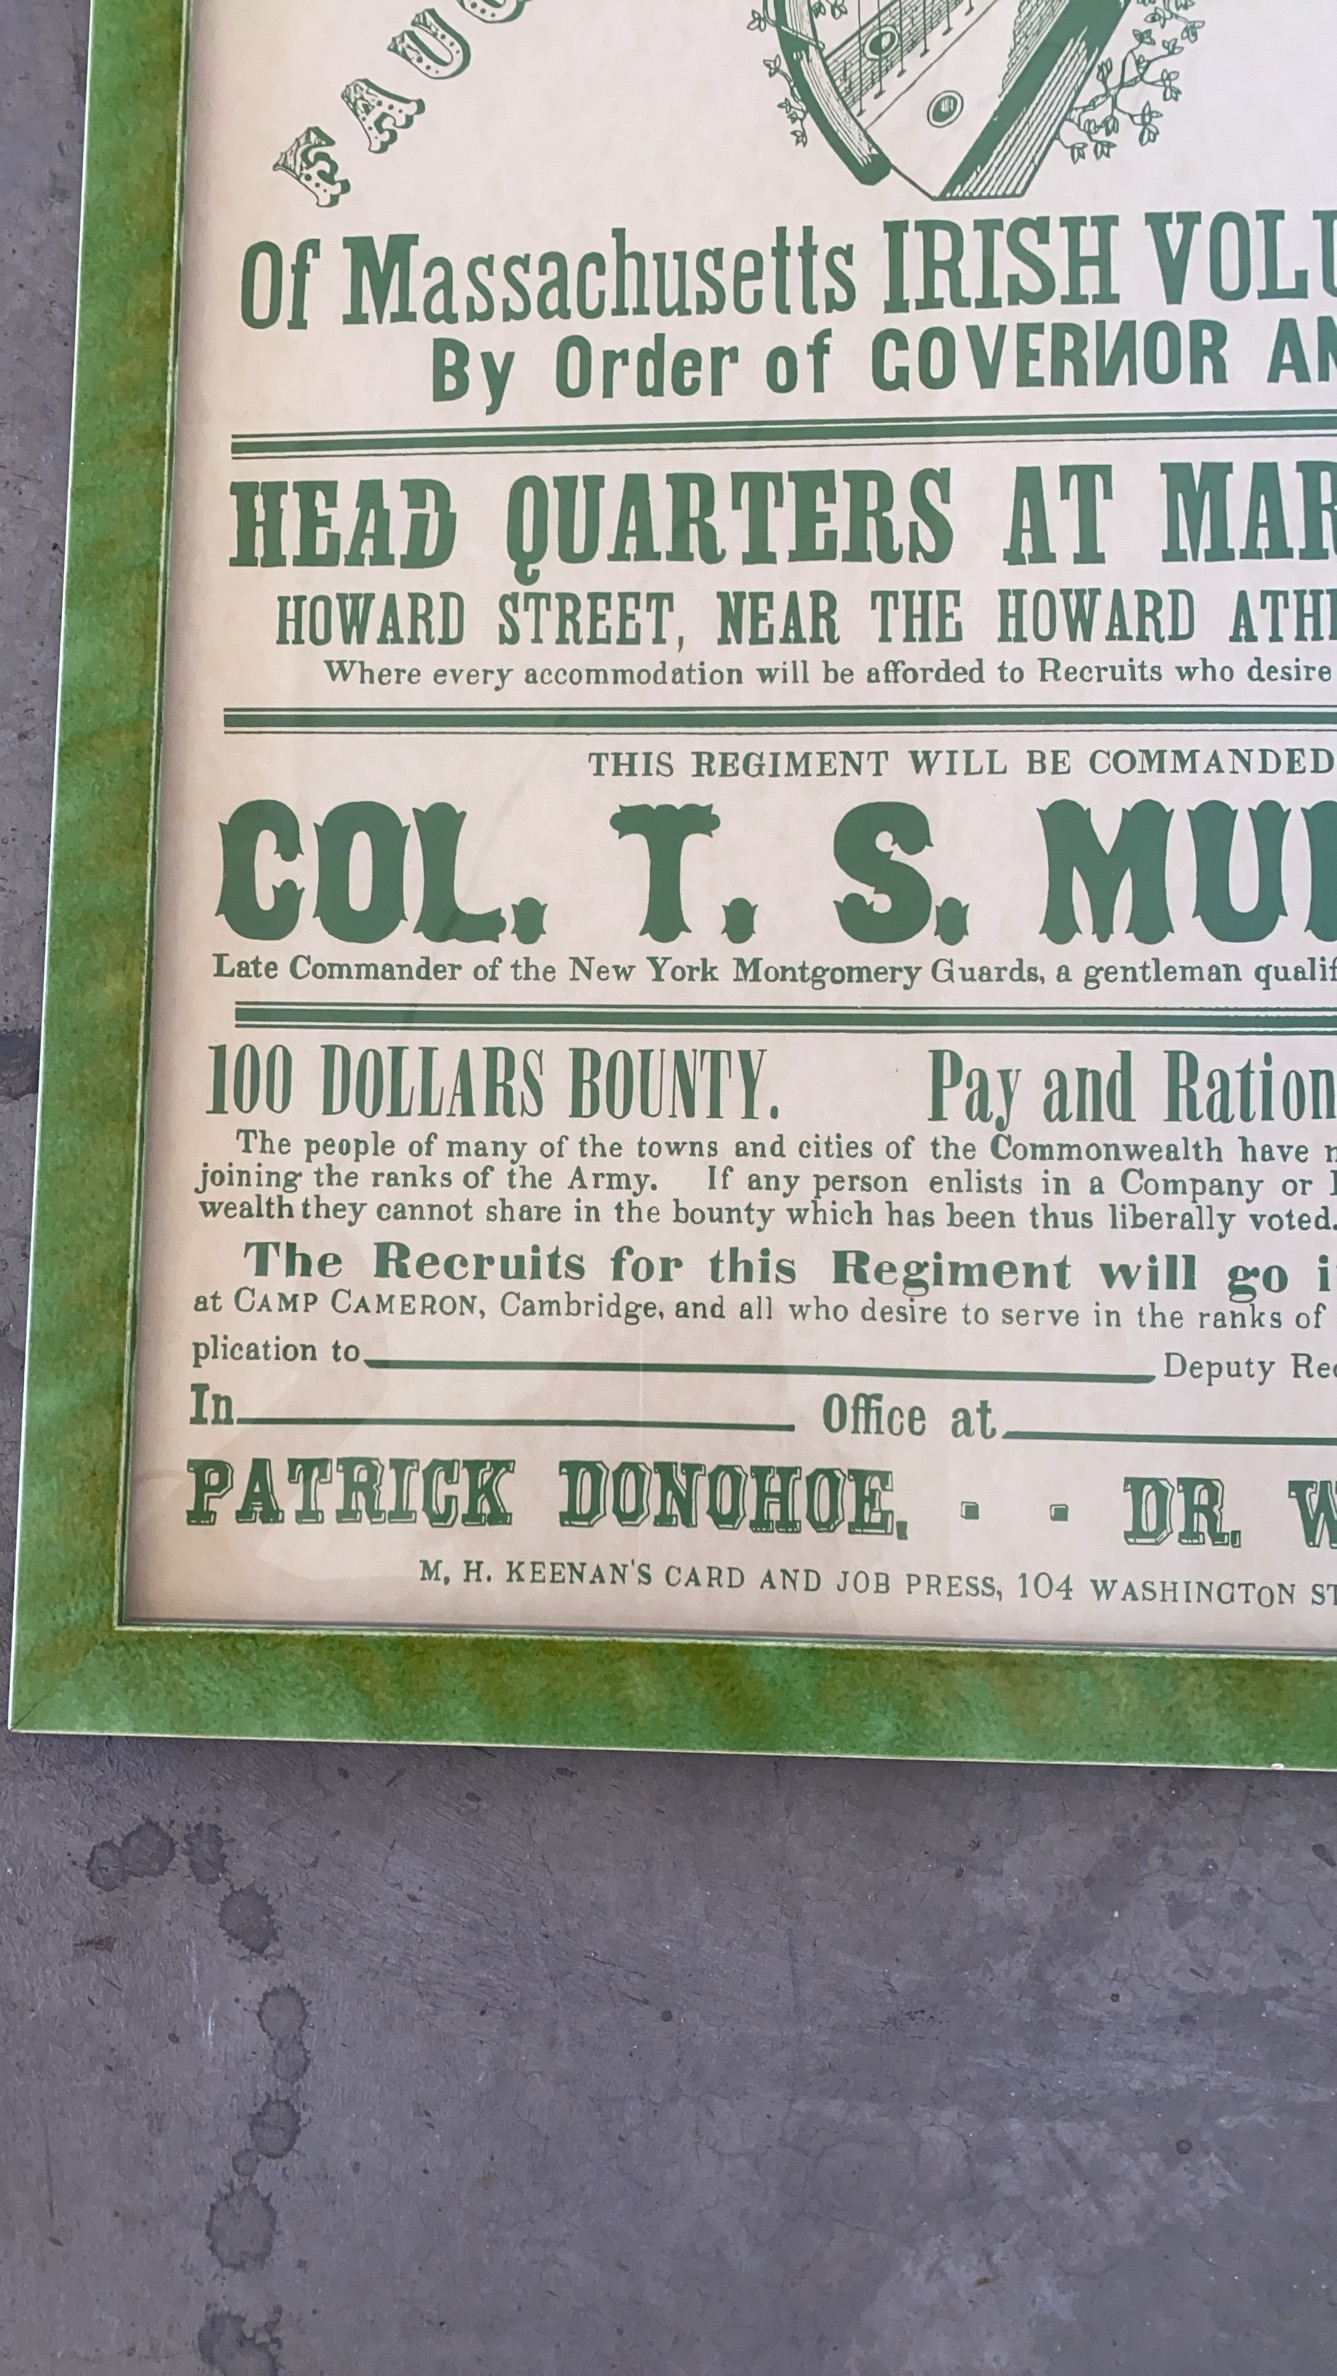 FAUG
Of Massachusetts IRISH VOLU
By Order of GOVERNOR AN
HEAD QUARTERS AT MAR
HOWARD STREET, NEAR THE HOWARD ATH
Where every accommodation will be afforded to Recruits who desire
THIS REGIMENT WILL BE COMMANDED
COL. T. S. MU
Late Commander of the New York Montgomery Guards, a gentleman qualif
100 DOLLARS BOUNTY. Pay and Ration
The people of many of the towns and cities of the Commonwealth have
joining the ranks of the Army. If any person enlists in a Company or
wealth they cannot share in the bounty which has been thus liberally voted.
The Recruits for this Regiment will go i
at CAMP CAMERON, Cambridge, and all who desire to serve in the ranks of
plication to Deputy Rec
In Office at
PATRICK DONOHOE, - - DR. W
M, H. KEENAN'S CARD AND JOB PRESS, 104 WASHINGTON ST